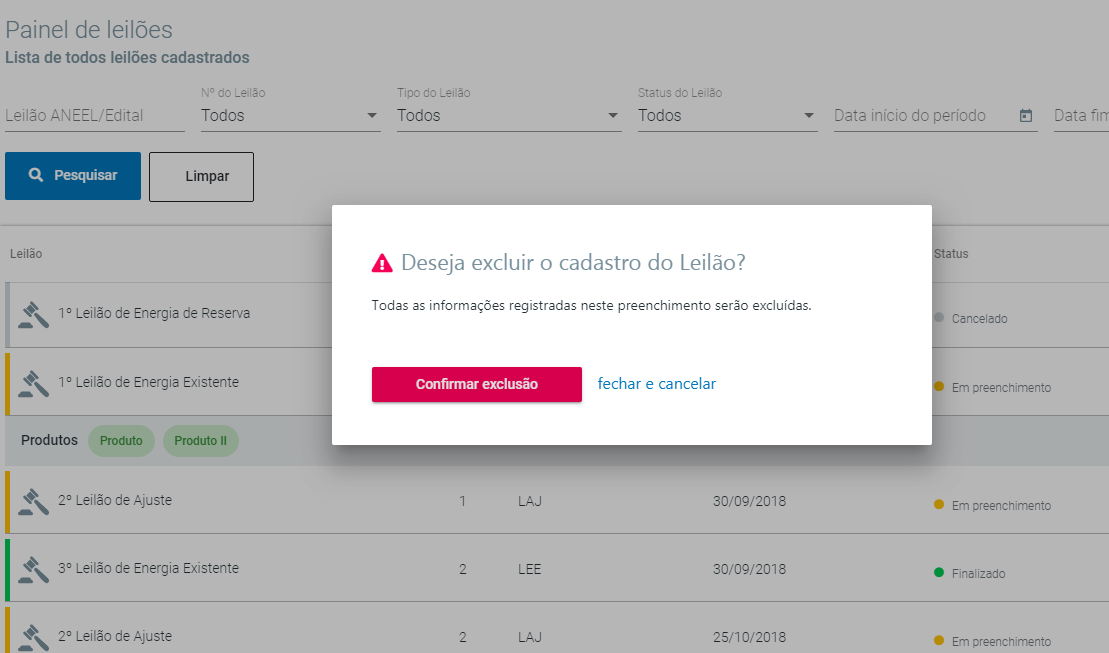 Painel de leilões
Lista de todos leilões cadastrados
Leilão ANEEL/Edital
Nº do Leilão
Todos
Tipo do Leilão
Todos
Status do Leilão
Todos
Data início do período
Data fim
Pesquisar
Limpar
Leilão
Status
1º Leilão de Energia de Reserva
Cancelado
1º Leilão de Energia Existente
Em preenchimento
Deseja excluir o cadastro do Leilão?
Todas as informações registradas neste preenchimento serão excluídas.
Confirmar exclusão
fechar e cancelar
Produtos Produto Produto II
2º Leilão de Ajuste 1 LAJ 30/09/2018 Em preenchimento
3º Leilão de Energia Existente 2 LEE 30/09/2018 Finalizado
2º Leilão de Ajuste 2 LAJ 25/10/2018 Em preenchimento